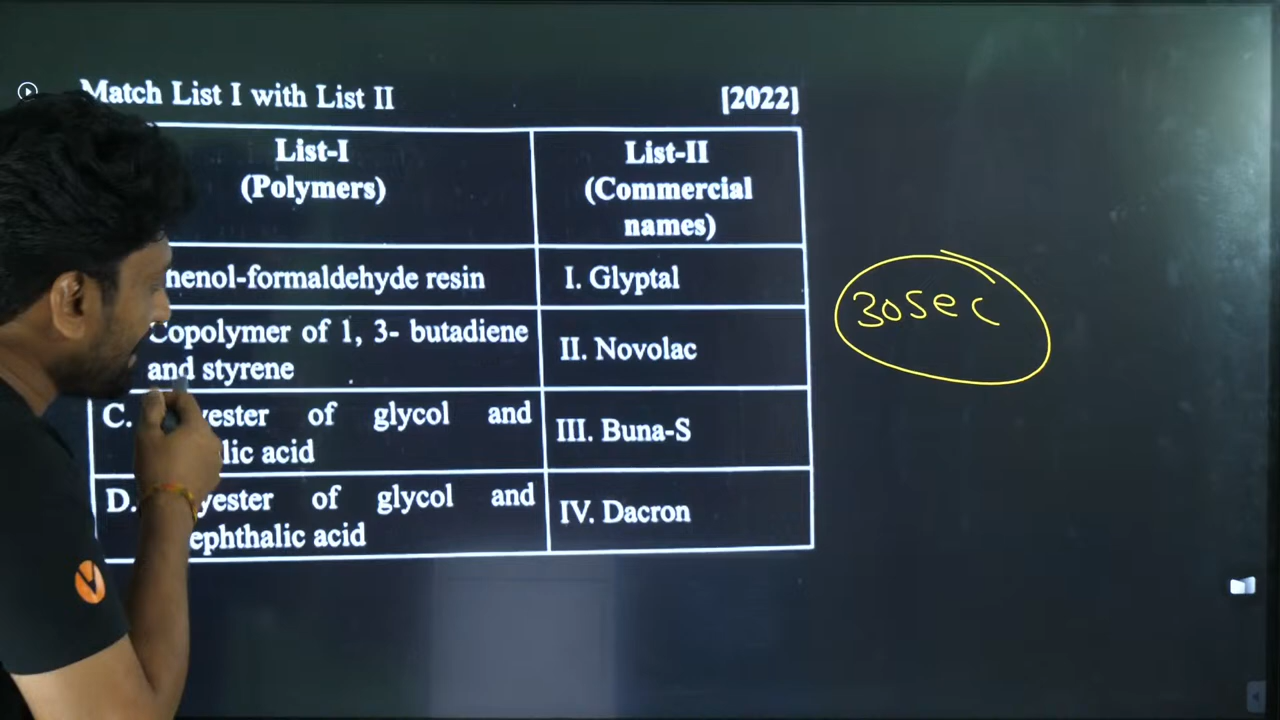 Match List I with List II [2022]
List-I
(Polymers)
List-II
(Commercial
names)
henol-formaldehyde resin
I. Glyptal
Copolymer of 1, 3- butadiene
and styrene
II. Novolac
C. yester of glycol and
lic acid
III. Buna-S
D. yester of glycol and
ephthalic acid
IV. Dacron
30sec